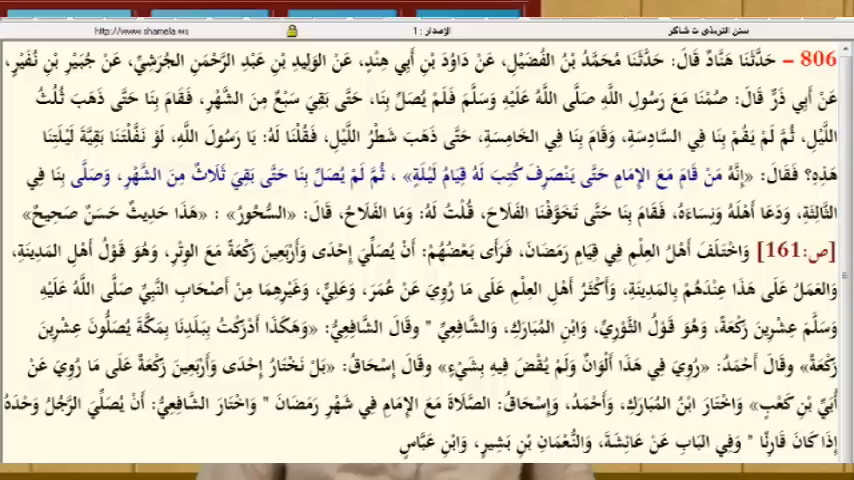 http://www.shamela.ws الإصدار : 1 سنن الترمذي ت شاكر
806 - حَدَّثَنَا هَنَّادٌ قَالَ: حَدَّثَنَا مُحَمَّدُ بْنُ الفُضَيْلِ، عَنْ دَاوُدَ بْنِ أَبِي هِنْدٍ، عَنْ الوَلِيدِ بْنِ عَبْدِ الرَّحْمَنِ الجُرَشِيِّ، عَنْ جُبَيْرِ بْنِ نُفَيْرٍ،
عَنْ أَبِي ذَرٍّ قَالَ: صُمْنَا مَعَ رَسُولِ اللَّهِ صَلَّى اللَّهُ عَلَيْهِ وَسَلَّمَ فَلَمْ يُصَلِّ بِنَا، حَتَّى بَقِيَ سَبْعٌ مِنَ الشَّهْرِ، فَقَامَ بِنَا حَتَّى ذَهَبَ ثُلُثُ
اللَّيْلِ، ثُمَّ لَمْ يَقُمْ بِنَا فِي السَّادِسَةِ، وَقَامَ بِنَا فِي الخَامِسَةِ، حَتَّى ذَهَبَ شَطْرُ اللَّيْلِ، فَقُلْنَا لَهُ: يَا رَسُولَ اللَّهِ، لَوْ نَفَّلْتَنَا بَقِيَّةَ لَيْلَتِنَا
هَذِهِ؟ فَقَالَ: «إِنَّهُ مَنْ قَامَ مَعَ الإِمَامِ حَتَّى يَنْصَرِفَ كُتِبَ لَهُ قِيَامُ لَيْلَةٍ» ، ثُمَّ لَمْ يُصَلِّ بِنَا حَتَّى بَقِيَ ثَلَاثٌ مِنَ الشَّهْرِ، وَصَلَّى بِنَا فِي
الثَّالِثَةِ، وَدَعَا أَهْلَهُ وَنِسَاءَهُ، فَقَامَ بِنَا حَتَّى تَخَوَّفْنَا الفَلَاحَ، قُلْتُ لَهُ: وَمَا الفَلَاحُ، قَالَ: «السُّحُورُ» : «هَذَا حَدِيثٌ حَسَنٌ صَحِيحٌ»
[ص:161] وَاخْتَلَفَ أَهْلُ العِلْمِ فِي قِيَامِ رَمَضَانَ، فَرَأَى بَعْضُهُمْ: أَنْ يُصَلِّيَ إِحْدَى وَأَرْبَعِينَ رَكْعَةً مَعَ الوِتْرِ، وَهُوَ قَوْلُ أَهْلِ المَدِينَةِ،
وَالعَمَلُ عَلَى هَذَا عِنْدَهُمْ بِالمَدِينَةِ، وَأَكْثَرُ أَهْلِ العِلْمِ عَلَى مَا رُوِيَ عَنْ عُمَرَ، وَعَلِيٍّ، وَغَيْرِهِمَا مِنْ أَصْحَابِ النَّبِيِّ صَلَّى اللَّهُ عَلَيْهِ
وَسَلَّمَ عِشْرِينَ رَكْعَةً، وَهُوَ قَوْلُ الثَّوْرِيِّ، وَابْنِ المُبَارَكِ، وَالشَّافِعِيِّ " وقَالَ الشَّافِعِيُّ: «وَهَكَذَا أَدْرَكْتُ بِبَلَدِنَا بِمَكَّةَ يُصَلُّونَ عِشْرِينَ
رَكْعَةً» وقَالَ أَحْمَدُ: «رُوِيَ فِي هَذَا أَلْوَانٌ وَلَمْ يُقْضَ فِيهِ بِشَيْءٍ» وقَالَ إِسْحَاقُ: «بَلْ نَخْتَارُ إِحْدَى وَأَرْبَعِينَ رَكْعَةً عَلَى مَا رُوِيَ عَنْ
أُبَيِّ بْنِ كَعْبٍ» وَاخْتَارَ ابْنُ المُبَارَكِ، وَأَحْمَدُ، وَإِسْحَاقُ: الصَّلَاةَ مَعَ الإِمَامِ فِي شَهْرِ رَمَضَانَ " وَاخْتَارَ الشَّافِعِيُّ: أَنْ يُصَلِّيَ الرَّجُلُ وَحْدَهُ
إِذَا كَانَ قَارِئًا " وَفِي البَابِ عَنْ عَائِشَةَ، وَالنُّعْمَانِ بْنِ بَشِيرٍ، وَابْنِ عَبَّاسٍ